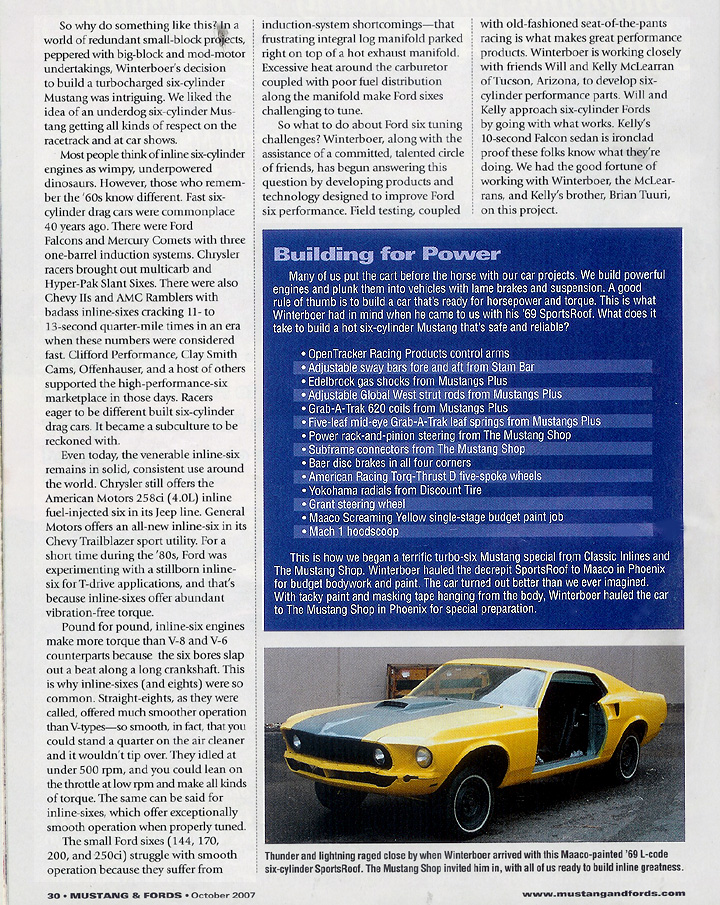 So why do something like this? In a
world of redundant small-block projects,
peppered with big-block and mod-motor
undertakings, Winterboer's decision
to build a turbocharged six-cylinder
Mustang was intriguing. We liked the
idea of an underdog six-cylinder Mus-
tang getting all kinds of respect on the
racetrack and at car shows.
Most people think of inline six-cylinder
engines as wimpy, underpowered
dinosaurs. However, those who remem-
ber the '60s know different. Fast six-
cylinder drag cars were commonplace
40 years ago. There were Ford
Falcons and Mercury Comets with three
one-barrel induction systems. Chrysler
racers brought out multicarb and
Hyper-Pak Slant Sixes. There were also
Chevy IIs and AMC Ramblers with
badass inline-sixes cracking 11- to
13-second quarter-mile times in an era
when these numbers were considered
fast. Clifford Performance, Clay Smith
Cams, Offenhauser, and a host of others
supported the high-performance-six
marketplace in those days. Racers
eager to be different built six-cylinder
drag cars. It became a subculture to be
reckoned with.
Even today, the venerable inline-six
remains in solid, consistent use around
the world. Chrysler still offers the
American Motors 258ci (4.0L) inline
fuel-injected six in its Jeep line. General
Motors offers an all-new inline-six in its
Chevy Trailblazer sport utility. For a
short time during the '80s, Ford was
experimenting with a stillborn inline-
six for T-drive applications, and that's
because inline-sixes offer abundant
vibration-free torque.
Pound for pound, inline-six engines
make more torque than V-8 and V-6
counterparts because the six bores slap
out a beat along a long crankshaft. This
is why inline-sixes (and eights) were so
common. Straight-eights, as they were
called, offered much smoother operation
than V-types—so smooth, in fact, that you
could stand a quarter on the air cleaner
and it wouldn't tip over. They idled at
under 500 rpm, and you could lean on
the throttle at low rpm and make all kinds
of torque. The same can be said for
inline-sixes, which offer exceptionally
smooth operation when properly tuned.
The small Ford sixes (144, 170,
200, and 250ci) struggle with smooth
operation because they suffer from
induction-system shortcomings—that
frustrating integral log manifold parked
right on top of a hot exhaust manifold.
Excessive heat around the carburetor
coupled with poor fuel distribution
along the manifold make Ford sixes
challenging to tune.
So what to do about Ford six tuning
challenges? Winterboer, along with the
assistance of a committed, talented circle
of friends, has begun answering this
question by developing products and
technology designed to improve Ford
six performance. Field testing, coupled
with old-fashioned seat-of-the-pants
racing is what makes great performance
products. Winterboer is working closely
with friends Will and Kelly McLearran
of Tucson, Arizona, to develop six-
cylinder performance parts. Will and
Kelly approach six-cylinder Fords
by going with what works. Kelly's
10-second Falcon sedan is ironclad
proof these folks know what they're
doing. We had the good fortune of
working with Winterboer, the McLear-
rans, and Kelly's brother, Brian Tuuri,
on this project.
Building for Power
Many of us put the cart before the horse with our car projects. We build powerful
engines and plunk them into vehicles with lame brakes and suspension. A good
rule of thumb is to build a car that's ready for horsepower and torque. This is what
Winterboer had in mind when he came to us with his '69 SportsRoof. What does it
take to build a hot six-cylinder Mustang that's safe and reliable?
• OpenTracker Racing Products control arms
• Adjustable sway bars fore and aft from Stam Bar
• Edelbrock gas shocks from Mustangs Plus
• Adjustable Global West strut rods from Mustangs Plus
• Grab-A-Trak 620 coils from Mustangs Plus
• Five-leaf mid-eye Grab-A-Trak leaf springs from Mustangs Plus
• Power rack-and-pinion steering from The Mustang Shop
• Subframe connectors from The Mustang Shop
• Baer disc brakes in all four corners
• American Racing Torq-Thrust D five-spoke wheels
• Yokohama radials from Discount Tire
• Grant steering wheel
• Maaco Screaming Yellow single-stage budget paint job
• Mach 1 hoodscoop
This is how we began a terrific turbo-six Mustang special from Classic Inlines and
The Mustang Shop. Winterboer hauled the decrepit SportsRoof to Maaco in Phoenix
for budget bodywork and paint. The car turned out better than we ever imagined.
With tacky paint and masking tape hanging from the body, Winterboer hauled the car
to The Mustang Shop in Phoenix for special preparation.
Thunder and lightning raged close by when Winterboer arrived with this Maaco-painted '69 L-code
six-cylinder SportsRoof. The Mustang Shop invited him in, with all of us ready to build inline greatness.
30 • MUSTANG & FORDS • October 2007
www.mustangandfords.com